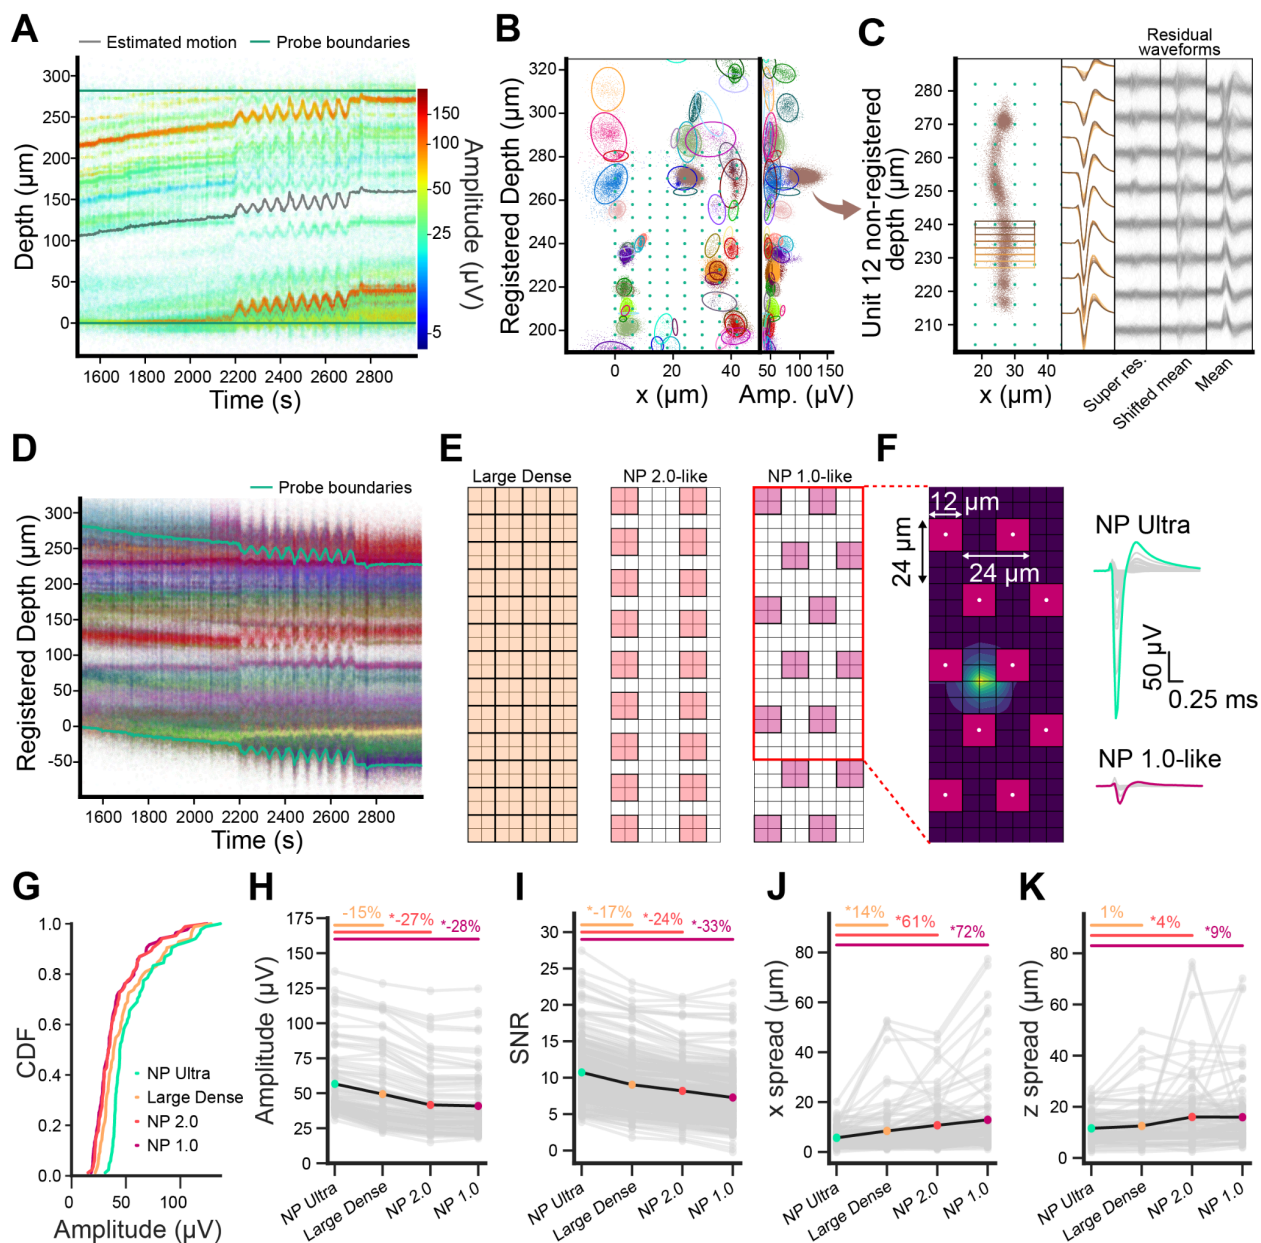 A
Estimated motion
Probe boundaries
Depth (µm)
300
250
200
150
100
50
0
150
100
50
25
5
Amplitude (µV)
1600 1800 2000 2200 2400 2600 2800
Time (s)
B
Registered Depth (µm)
320
300
280
260
240
220
200
0 20 40
x (µm)
50 100 150
Amp. (µV)
C
Residual
waveforms
Unit 12 non-registered
depth (µm)
280
270
260
250
240
230
220
210
20 30 40
x (µm)
Super res.
Shifted mean
Mean
D
Probe boundaries
Registered Depth (µm)
300
250
200
150
100
50
0
-50
1600 1800 2000 2200 2400 2600 2800
Time (s)
E
Large Dense
NP 2.0-like
NP 1.0-like
F
12 µm
24 µm
24 µm
NP Ultra
50 µV
0.25 ms
NP 1.0-like
G
CDF
1.0
0.8
0.6
0.4
0.2
0.0
NP Ultra
Large Dense
NP 2.0
NP 1.0
0 50 100
Amplitude (µV)
H
-15%
*-27%
*-28%
Amplitude (µV)
175
150
125
100
75
50
25
0
NP Ultra
Large Dense
NP 2.0
NP 1.0
I
*-17%
*-24%
*-33%
SNR
30
25
20
15
10
5
0
NP Ultra
Large Dense
NP 2.0
NP 1.0
J
*14%
*61%
*72%
x spread (µm)
80
60
40
20
0
NP Ultra
Large Dense
NP 2.0
NP 1.0
K
1%
*4%
*9%
z spread (µm)
80
60
40
20
0
NP Ultra
Large Dense
NP 2.0
NP 1.0